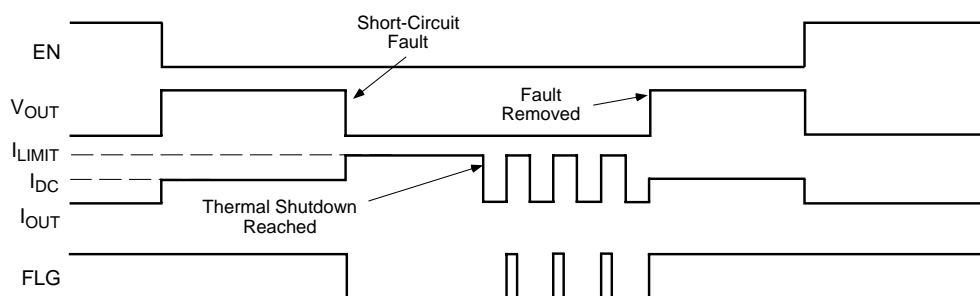 Short-Circuit
Fault
EN
Fault
Removed
VOUT
ILIMIT
IDC
Thermal Shutdown
Reached
IOUT
FLG